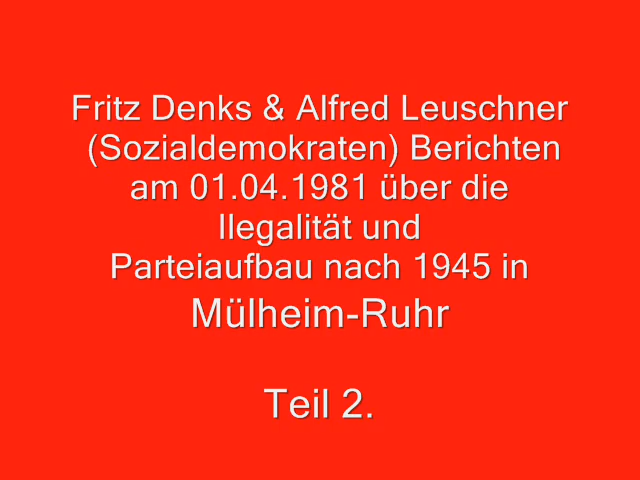 Fritz Denks & Alfred Leuschner
(Sozialdemokraten) Berichten
am 01.04.1981 über die
Ilegalität und
Parteiaufbau nach 1945 in
Mülheim-Ruhr
Teil 2.